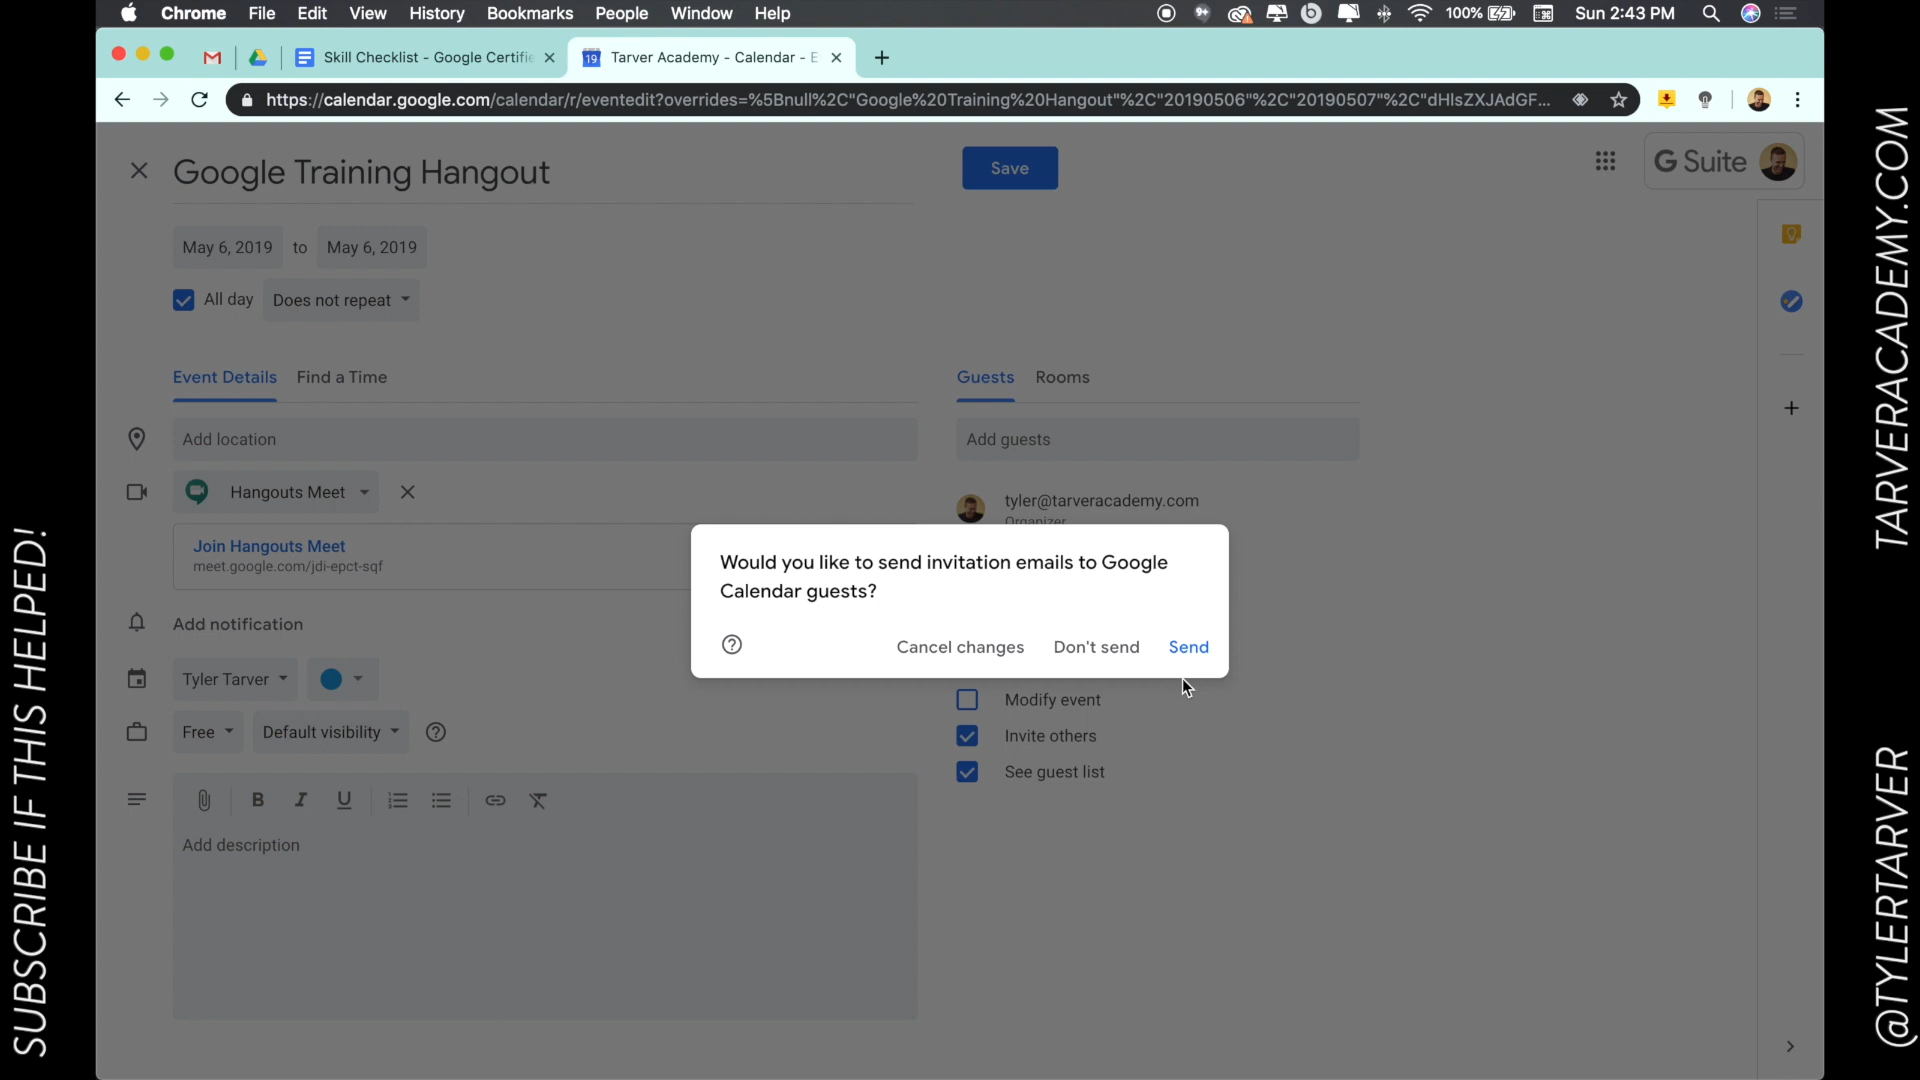 Chrome File Edit View History Bookmarks People Window Help 9+ 100% Sun 2:43 PM
Skill Checklist - Google Certifie
19 Tarver Academy - Calendar - E
https://calendar.google.com/calendar/r/eventedit?overrides=%5Bnull%2C"Google%20Training%20Hangout"%2C"20190506"%2C"20190507"%2C"dHlsZXJAdGF...
Google Training Hangout
Save
G Suite
May 6, 2019 to May 6, 2019
All day Does not repeat
Event Details Find a Time
Guests Rooms
Add location
Add guests
Hangouts Meet
tyler@tarveracademy.com
Organizer
Join Hangouts Meet
meet.google.com/jdi-epct-sqf
Would you like to send invitation emails to Google
Calendar guests?
Cancel changes Don't send Send
Add notification
Tyler Tarver
Modify event
Free Default visibility
Invite others
See guest list
B I U
Add description
SUBSCRIBE IF THIS HELPED!
TARVERACADEMY.COM
@TYLERTARVER